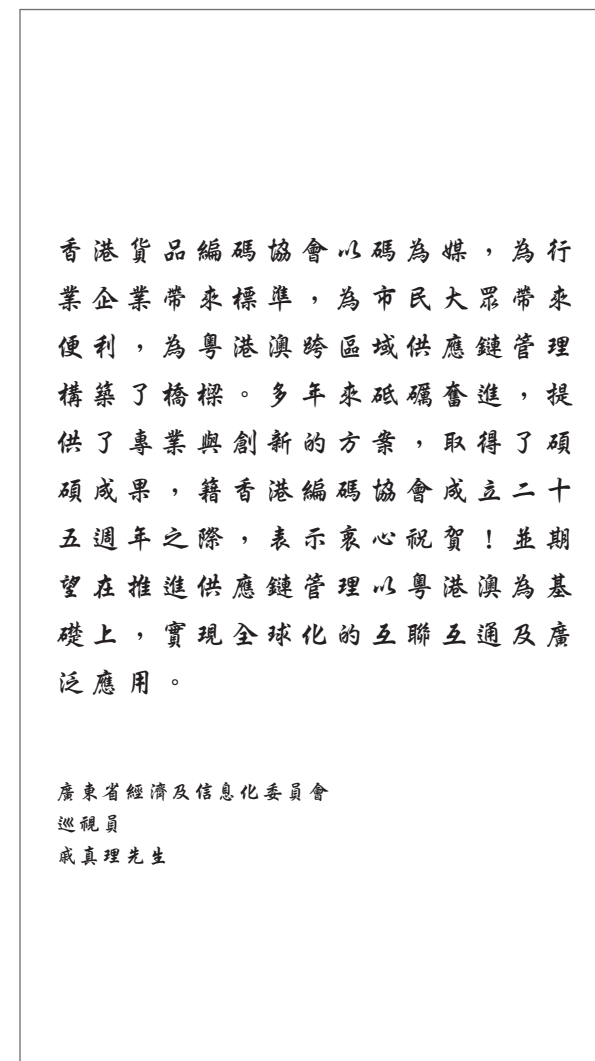 香港貨品編碼協會以碼為媒，為行
業企業帶來標準，為市民大眾帶來
便利，為粵港澳跨區域供應鏈管理
構築了橋樑。多年來砥礪奮進，提
供了專業與創新的方案，取得了碩
碩成果，籍香港編碼協會成立二十
五週年之際，表示衷心祝賀！並期
望在推進供應鏈管理以粵港澳為基
礎上，實現全球化的互聯互通及廣
泛應用。
廣東省經濟及信息化委員會
巡視員
戚真理先生